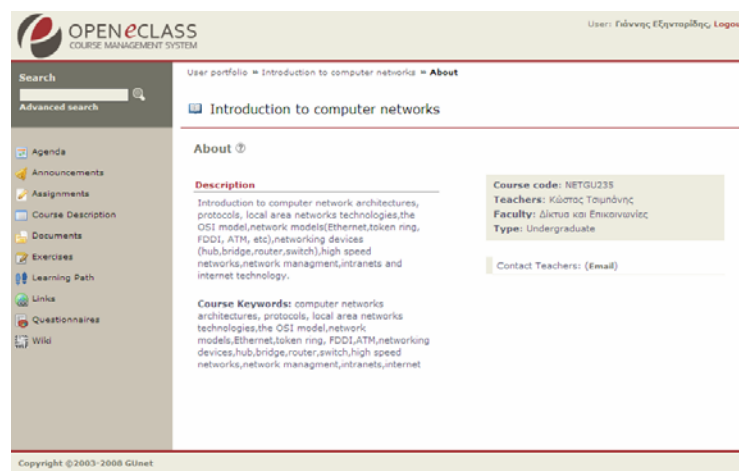 OPEN eCLASS
COURSE MANAGEMENT SYSTEM
User: Γιάννης Εξηνταρίδης, Logou
Search
Advanced search
User portfolio » Introduction to computer networks » About
Introduction to computer networks
Agenda
Announcements
Assignments
Course Description
Documents
Exercises
Learning Path
Links
Questionnaires
Wiki
About
Description
Introduction to computer network architectures,
protocols, local area networks technologies,the
OSI model,network models(Ethernet,token ring,
FDDI, ATM, etc),networking devices
(hub,bridge,router,switch),high speed
networks,network managment,intranets and
internet technology.
Course Keywords: computer networks
architectures, protocols, local area networks
technologies,the OSI model,network
models,Ethernet,token ring, FDDI,ATM,networking
devices,hub,bridge,router,switch,high speed
networks,network managment,intranets,internet
Course code: NETGU235
Teachers: Κώστας Τσιμπάνης
Faculty: Δίκτυα και Επικοινωνίες
Type: Undergraduate
Contact Teachers: (Email)
Copyright ©2003-2008 GUnet